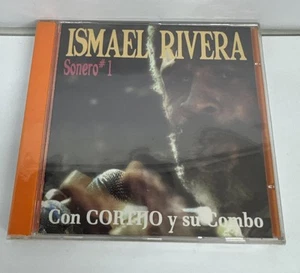 ISMAEL RIVERA
Sonero #1
Con CORTIJO y su Combo